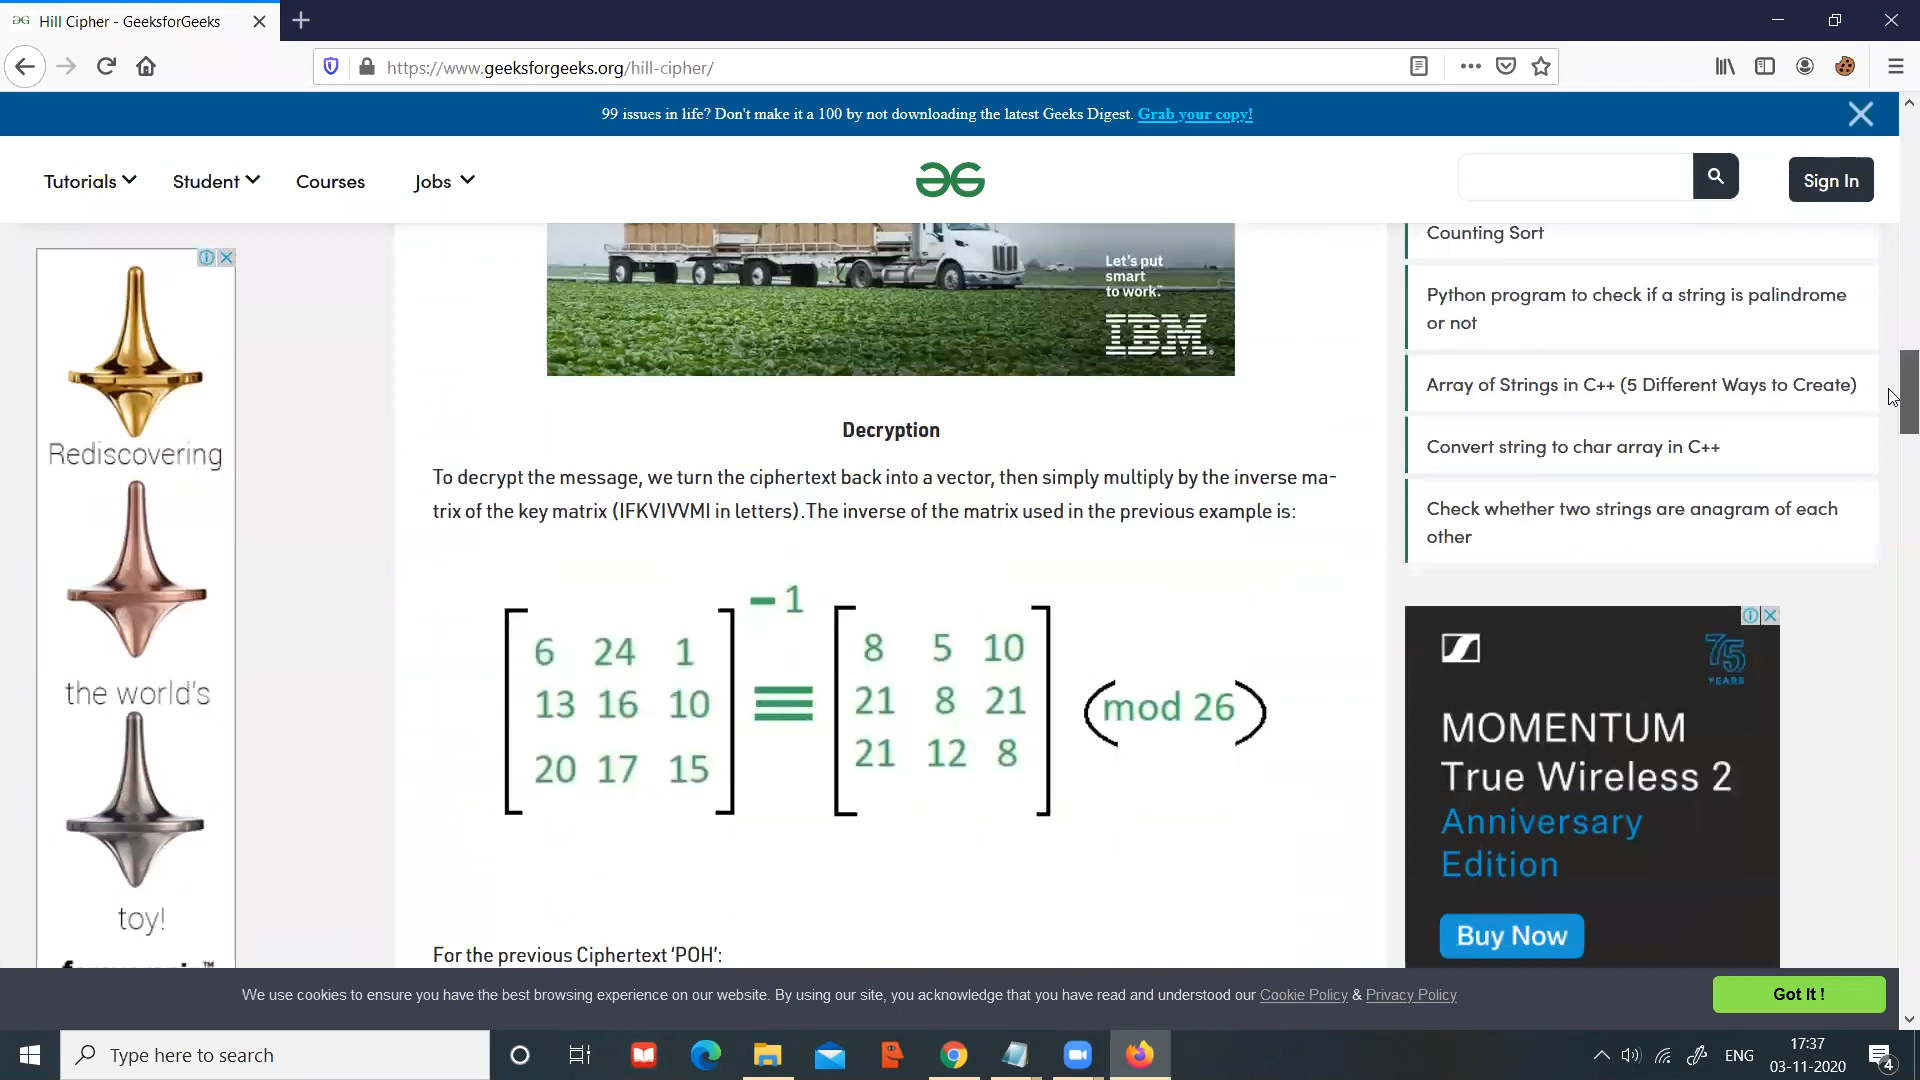 Hill Cipher - GeeksforGeeks
https://www.geeksforgeeks.org/hill-cipher/
99 issues in life? Don't make it a 100 by not downloading the latest Geeks Digest. Grab your copy!
Tutorials
Student
Courses
Jobs
Sign In
Rediscovering
the world's
toy!
Let's put
smart
to work.
IBM
Decryption
To decrypt the message, we turn the ciphertext back into a vector, then simply multiply by the inverse ma-
trix of the key matrix (IFKVIVVMI in letters).The inverse of the matrix used in the previous example is:
– 1
6 24 1
13 16 10
20 17 15
8 5 10
21 8 21
21 12 8
(mod 26)
For the previous Ciphertext ‘POH’:
Counting Sort
Python program to check if a string is palindrome
or not
Array of Strings in C++ (5 Different Ways to Create)
Convert string to char array in C++
Check whether two strings are anagram of each
other
75
YEARS
MOMENTUM
True Wireless 2
Anniversary
Edition
Buy Now
We use cookies to ensure you have the best browsing experience on our website. By using our site, you acknowledge that you have read and understood our Cookie Policy & Privacy Policy
Got It !
Type here to search
ENG
17:37
03-11-2020
4